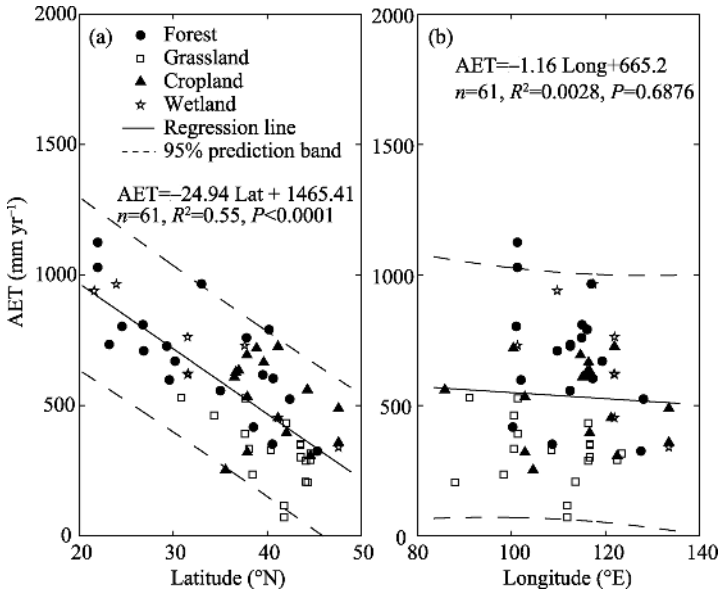 2000
1500
1000
500
0
AET (mm yr⁻¹)
(a)
Forest
Grassland
Cropland
Wetland
Regression line
95% prediction band
AET=–24.94 Lat + 1465.41
n=61, R²=0.55, P<0.0001
20 30 40 50
Latitude (°N)
2000
(b)
AET=–1.16 Long+665.2
n=61, R²=0.0028, P=0.6876
1500
1000
500
0
80 100 120 140
Longitude (°E)